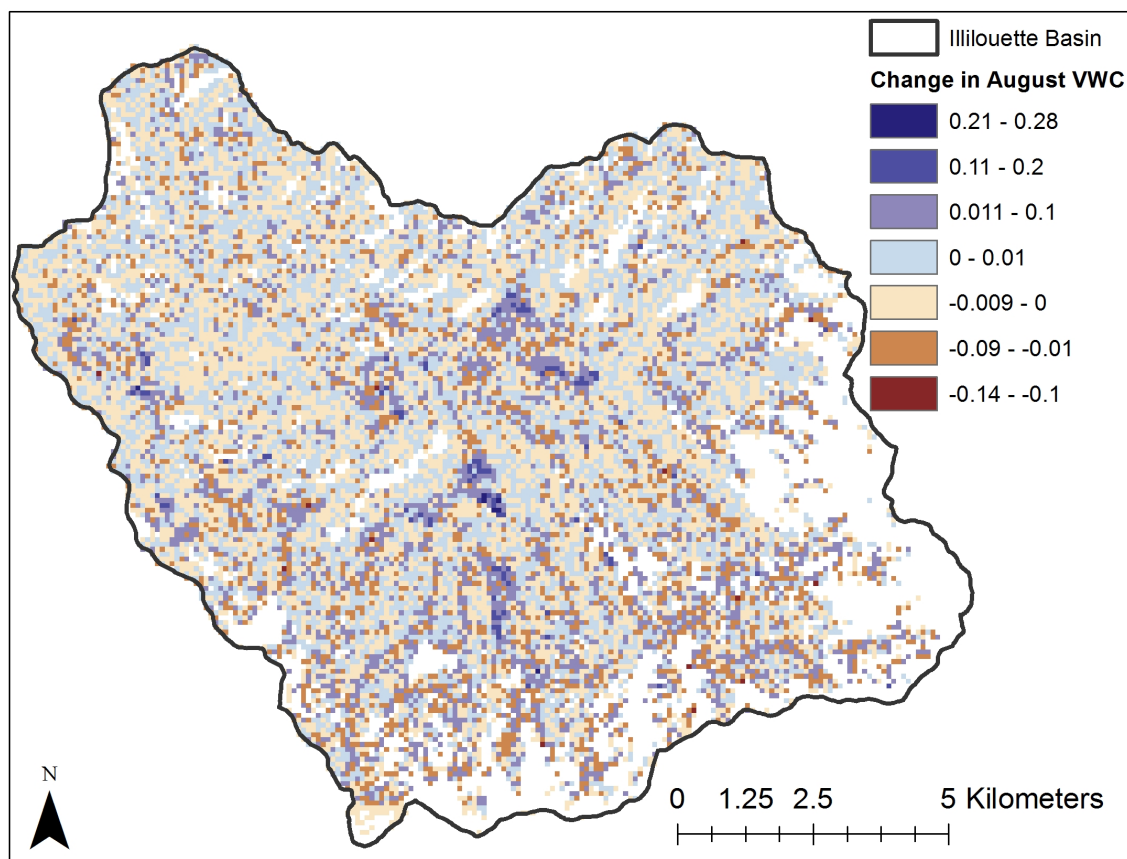 Illilouette Basin
Change in August VWC
0.21 - 0.28
0.11 - 0.2
0.011 - 0.1
0 - 0.01
-0.009 - 0
-0.09 - -0.01
-0.14 - -0.1
N
0 1.25 2.5 5 Kilometers